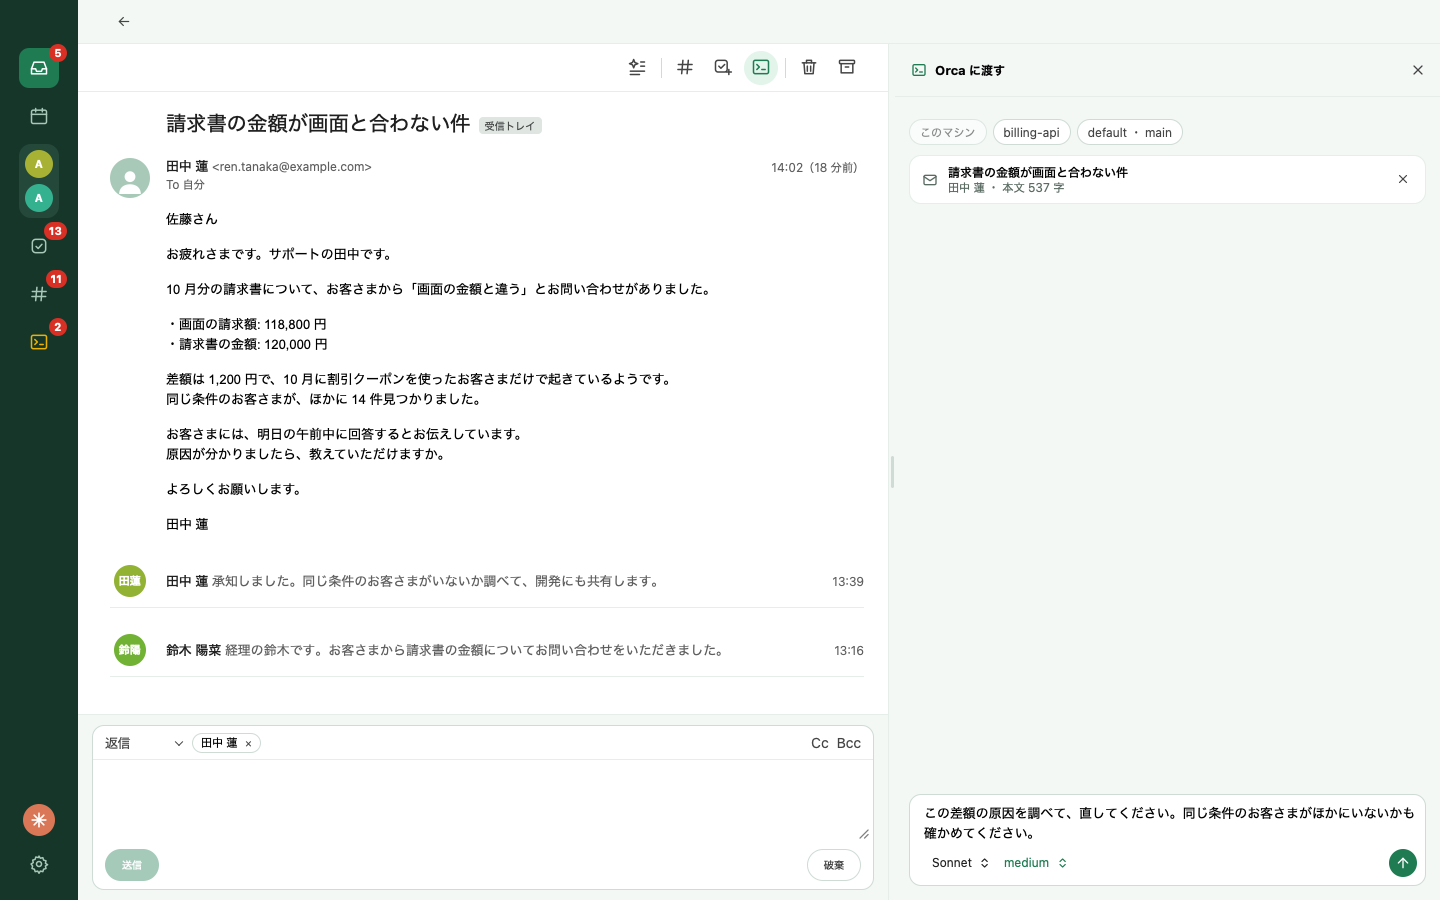 5
A
A
13
11
2
請求書の金額が画面と合わない件 受信トレイ
田中 蓮 <ren.tanaka@example.com> 14:02（18 分前）
To 自分
佐藤さん
お疲れさまです。サポートの田中です。
10 月分の請求書について、お客さまから「画面の金額と違う」とお問い合わせがありました。
・画面の請求額: 118,800 円
・請求書の金額: 120,000 円
差額は 1,200 円で、10 月に割引クーポンを使ったお客さまだけで起きているようです。
同じ条件のお客さまが、ほかに 14 件見つかりました。
お客さまには、明日の午前中に回答するとお伝えしています。
原因が分かりましたら、教えていただけますか。
よろしくお願いします。
田中 蓮
田蓮 田中 蓮 承知しました。同じ条件のお客さまがいないか調べて、開発にも共有します。 13:39
鈴陽 鈴木 陽菜 経理の鈴木です。お客さまから請求書の金額についてお問い合わせをいただきました。 13:16
返信 田中 蓮 × Cc Bcc
送信 破棄
Orca に渡す
このマシン billing-api default · main
請求書の金額が画面と合わない件
田中 蓮 · 本文 537 字
この差額の原因を調べて、直してください。同じ条件のお客さまがほかにいないかも
確かめてください。
Sonnet medium